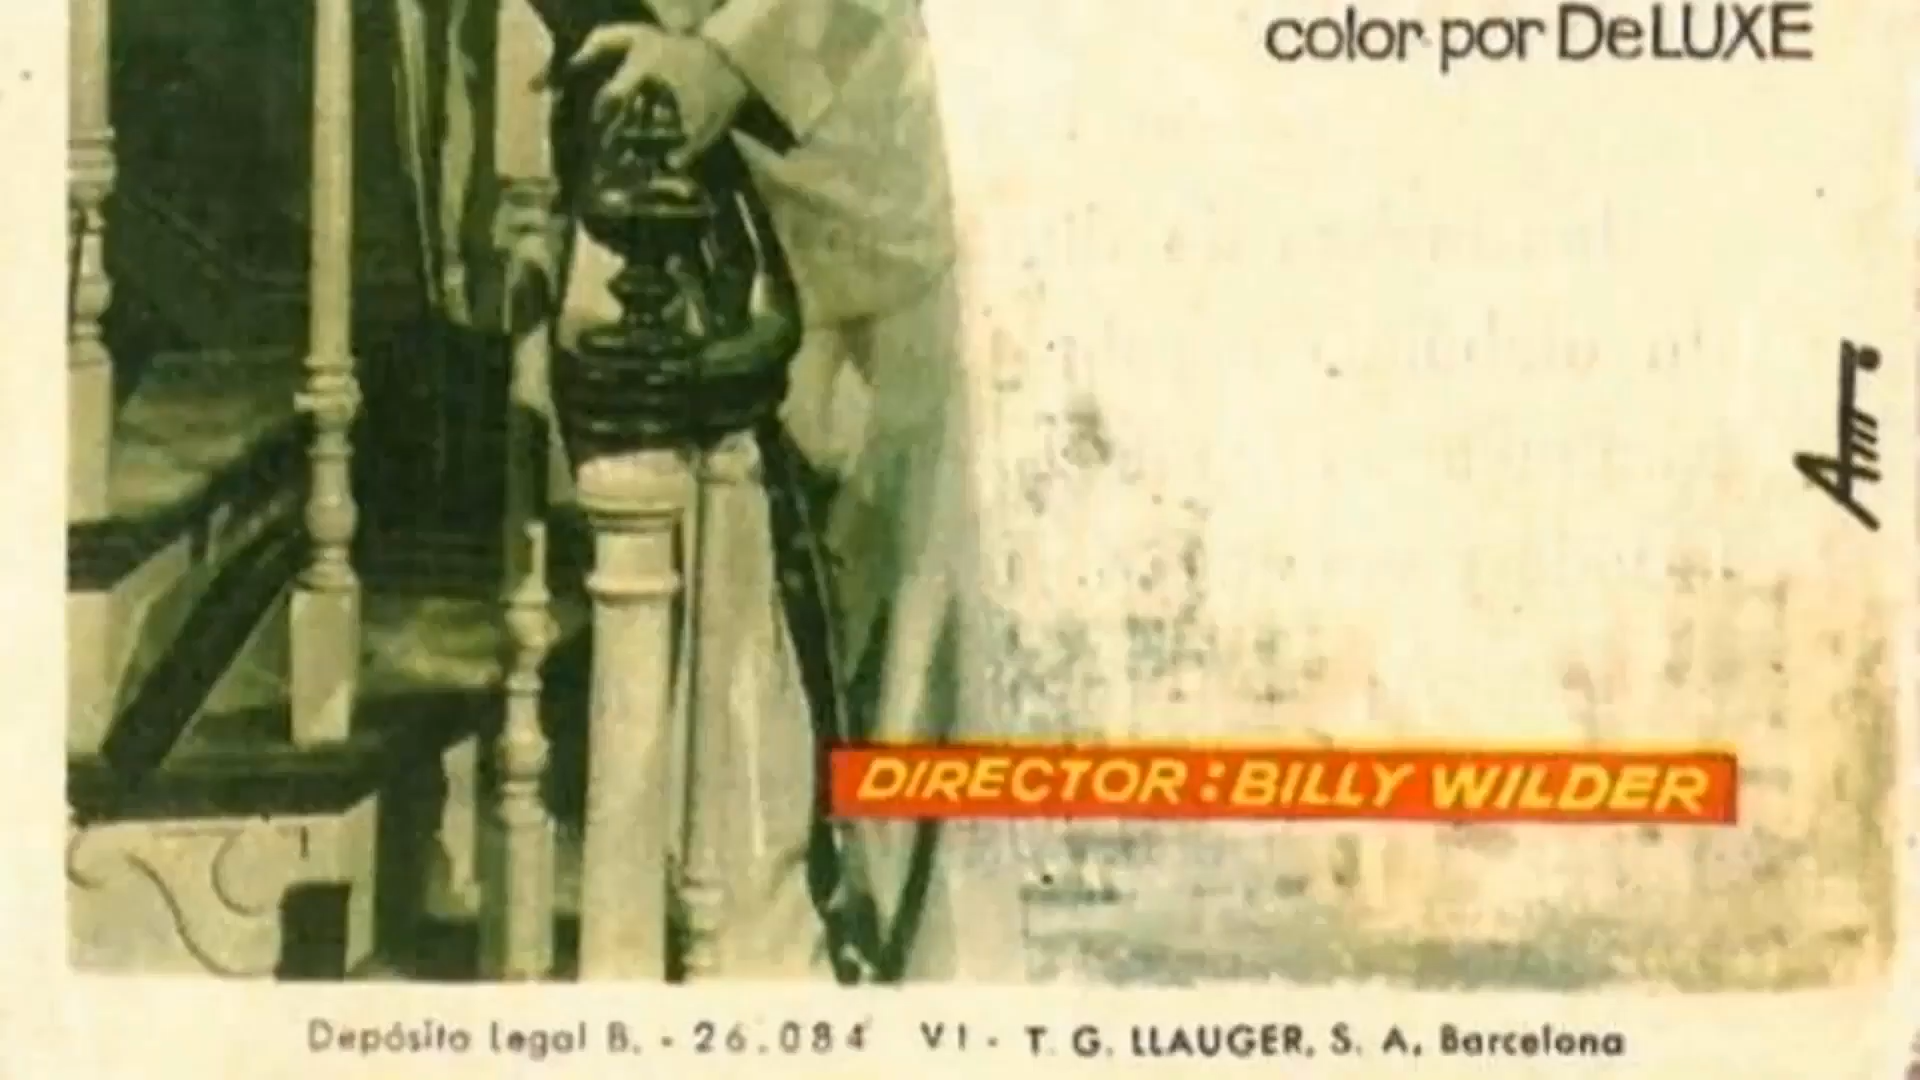 color por DeLUXE
DIRECTOR : BILLY WILDER
Depósito Legal B. - 26.084 VI - T. G. LLAUGER, S. A. Barcelona